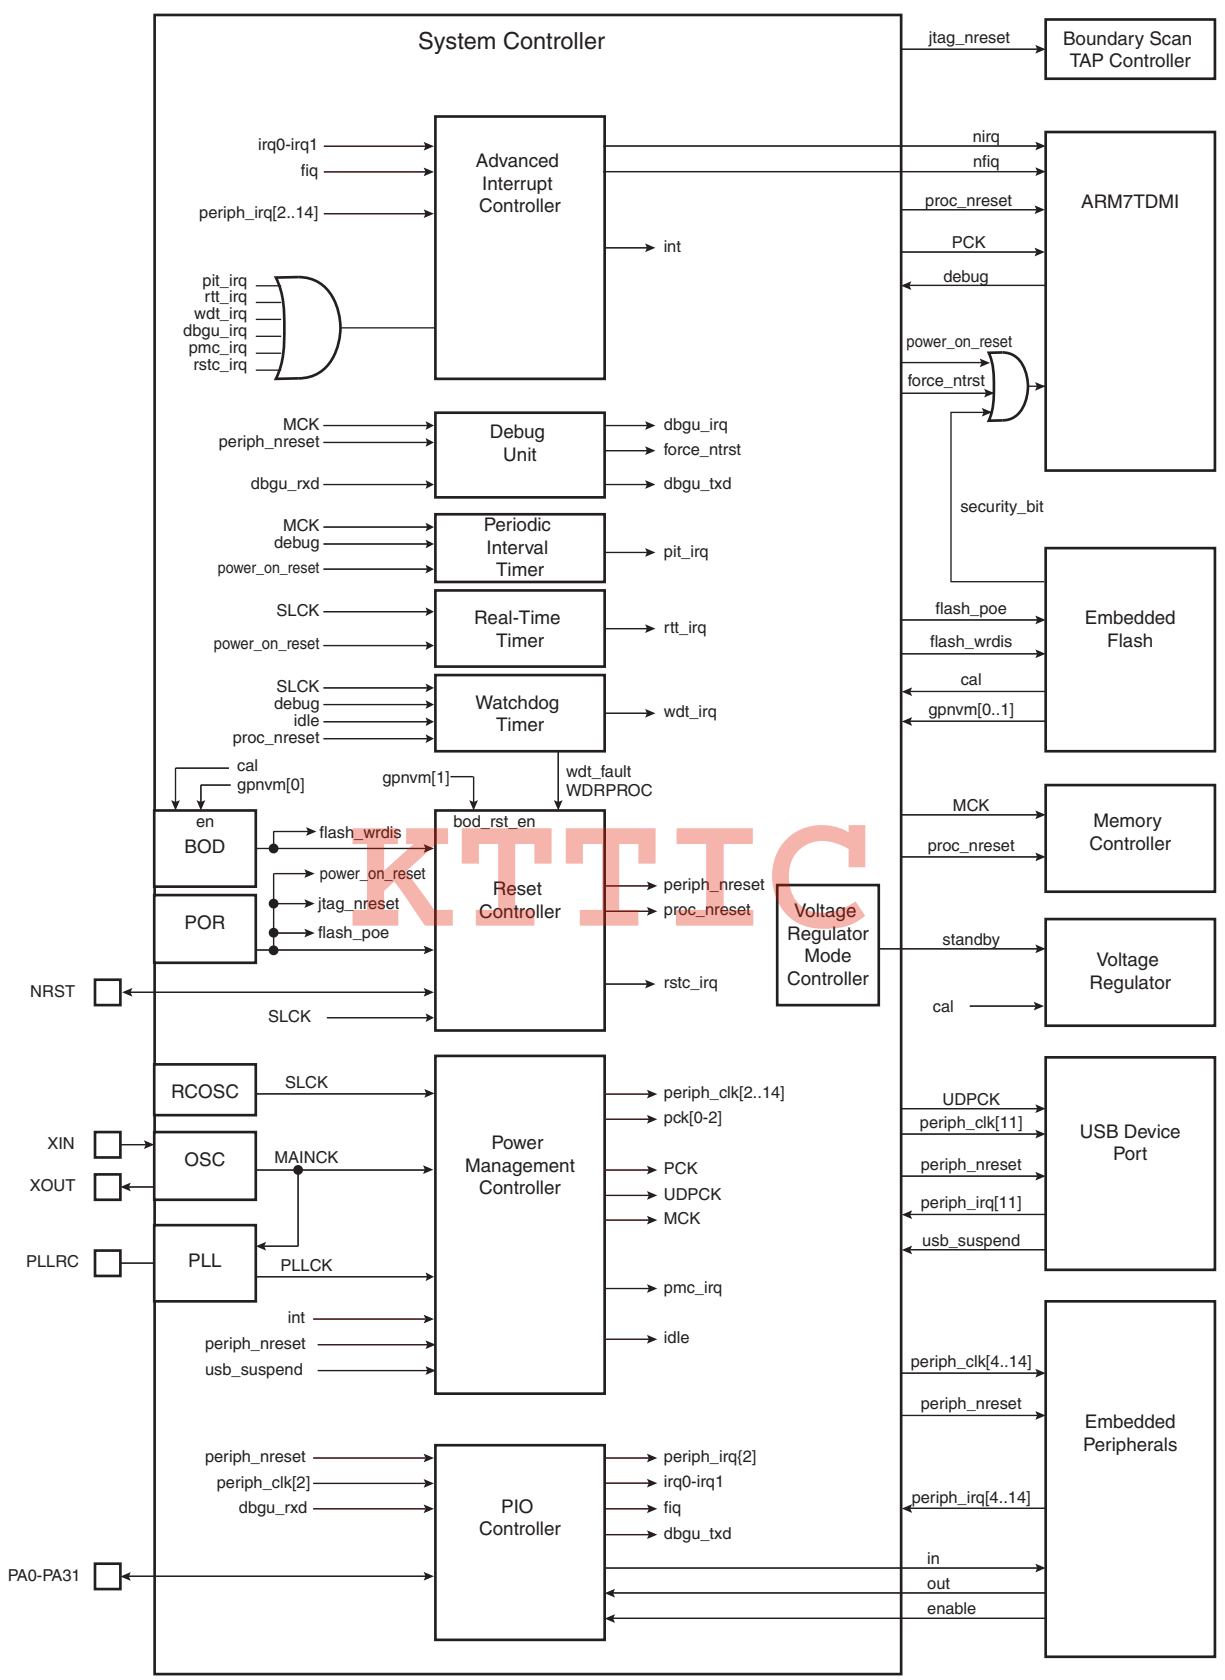 System Controller
jtag_nreset
Boundary Scan
TAP Controller
irq0-irq1
fiq
periph_irq[2..14]
Advanced
Interrupt
Controller
int
nirq
nfiq
proc_nreset
PCK
debug
ARM7TDMI
pit_irq
rtt_irq
wdt_irq
dbgu_irq
pmc_irq
rstc_irq
power_on_reset
force_ntrst
security_bit
MCK
periph_nreset
dbgu_rxd
Debug
Unit
dbgu_irq
force_ntrst
dbgu_txd
MCK
debug
power_on_reset
Periodic
Interval
Timer
pit_irq
SLCK
power_on_reset
Real-Time
Timer
rtt_irq
flash_poe
flash_wrdis
cal
gpnvm[0..1]
Embedded
Flash
SLCK
debug
idle
proc_nreset
Watchdog
Timer
wdt_irq
cal
gpnvm[0]
gpnvm[1]
wdt_fault
WDRPROC
en
BOD
bod_rst_en
flash_wrdis
power_on_reset
jtag_nreset
flash_poe
POR
Reset
Controller
periph_nreset
proc_nreset
rstc_irq
KTTIC
Voltage
Regulator
Mode
Controller
MCK
proc_nreset
Memory
Controller
standby
cal
Voltage
Regulator
NRST
SLCK
RCOSC
SLCK
XIN
OSC
MAINCK
XOUT
PLLRC
PLL
PLLCK
int
periph_nreset
usb_suspend
Power
Management
Controller
periph_clk[2..14]
pck[0-2]
PCK
UDPCK
MCK
pmc_irq
idle
UDPCK
periph_clk[11]
periph_nreset
periph_irq[11]
usb_suspend
USB Device
Port
periph_clk[4..14]
periph_nreset
periph_irq[4..14]
in
out
enable
Embedded
Peripherals
periph_nreset
periph_clk[2]
dbgu_rxd
PIO
Controller
periph_irq{2]
irq0-irq1
fiq
dbgu_txd
PA0-PA31